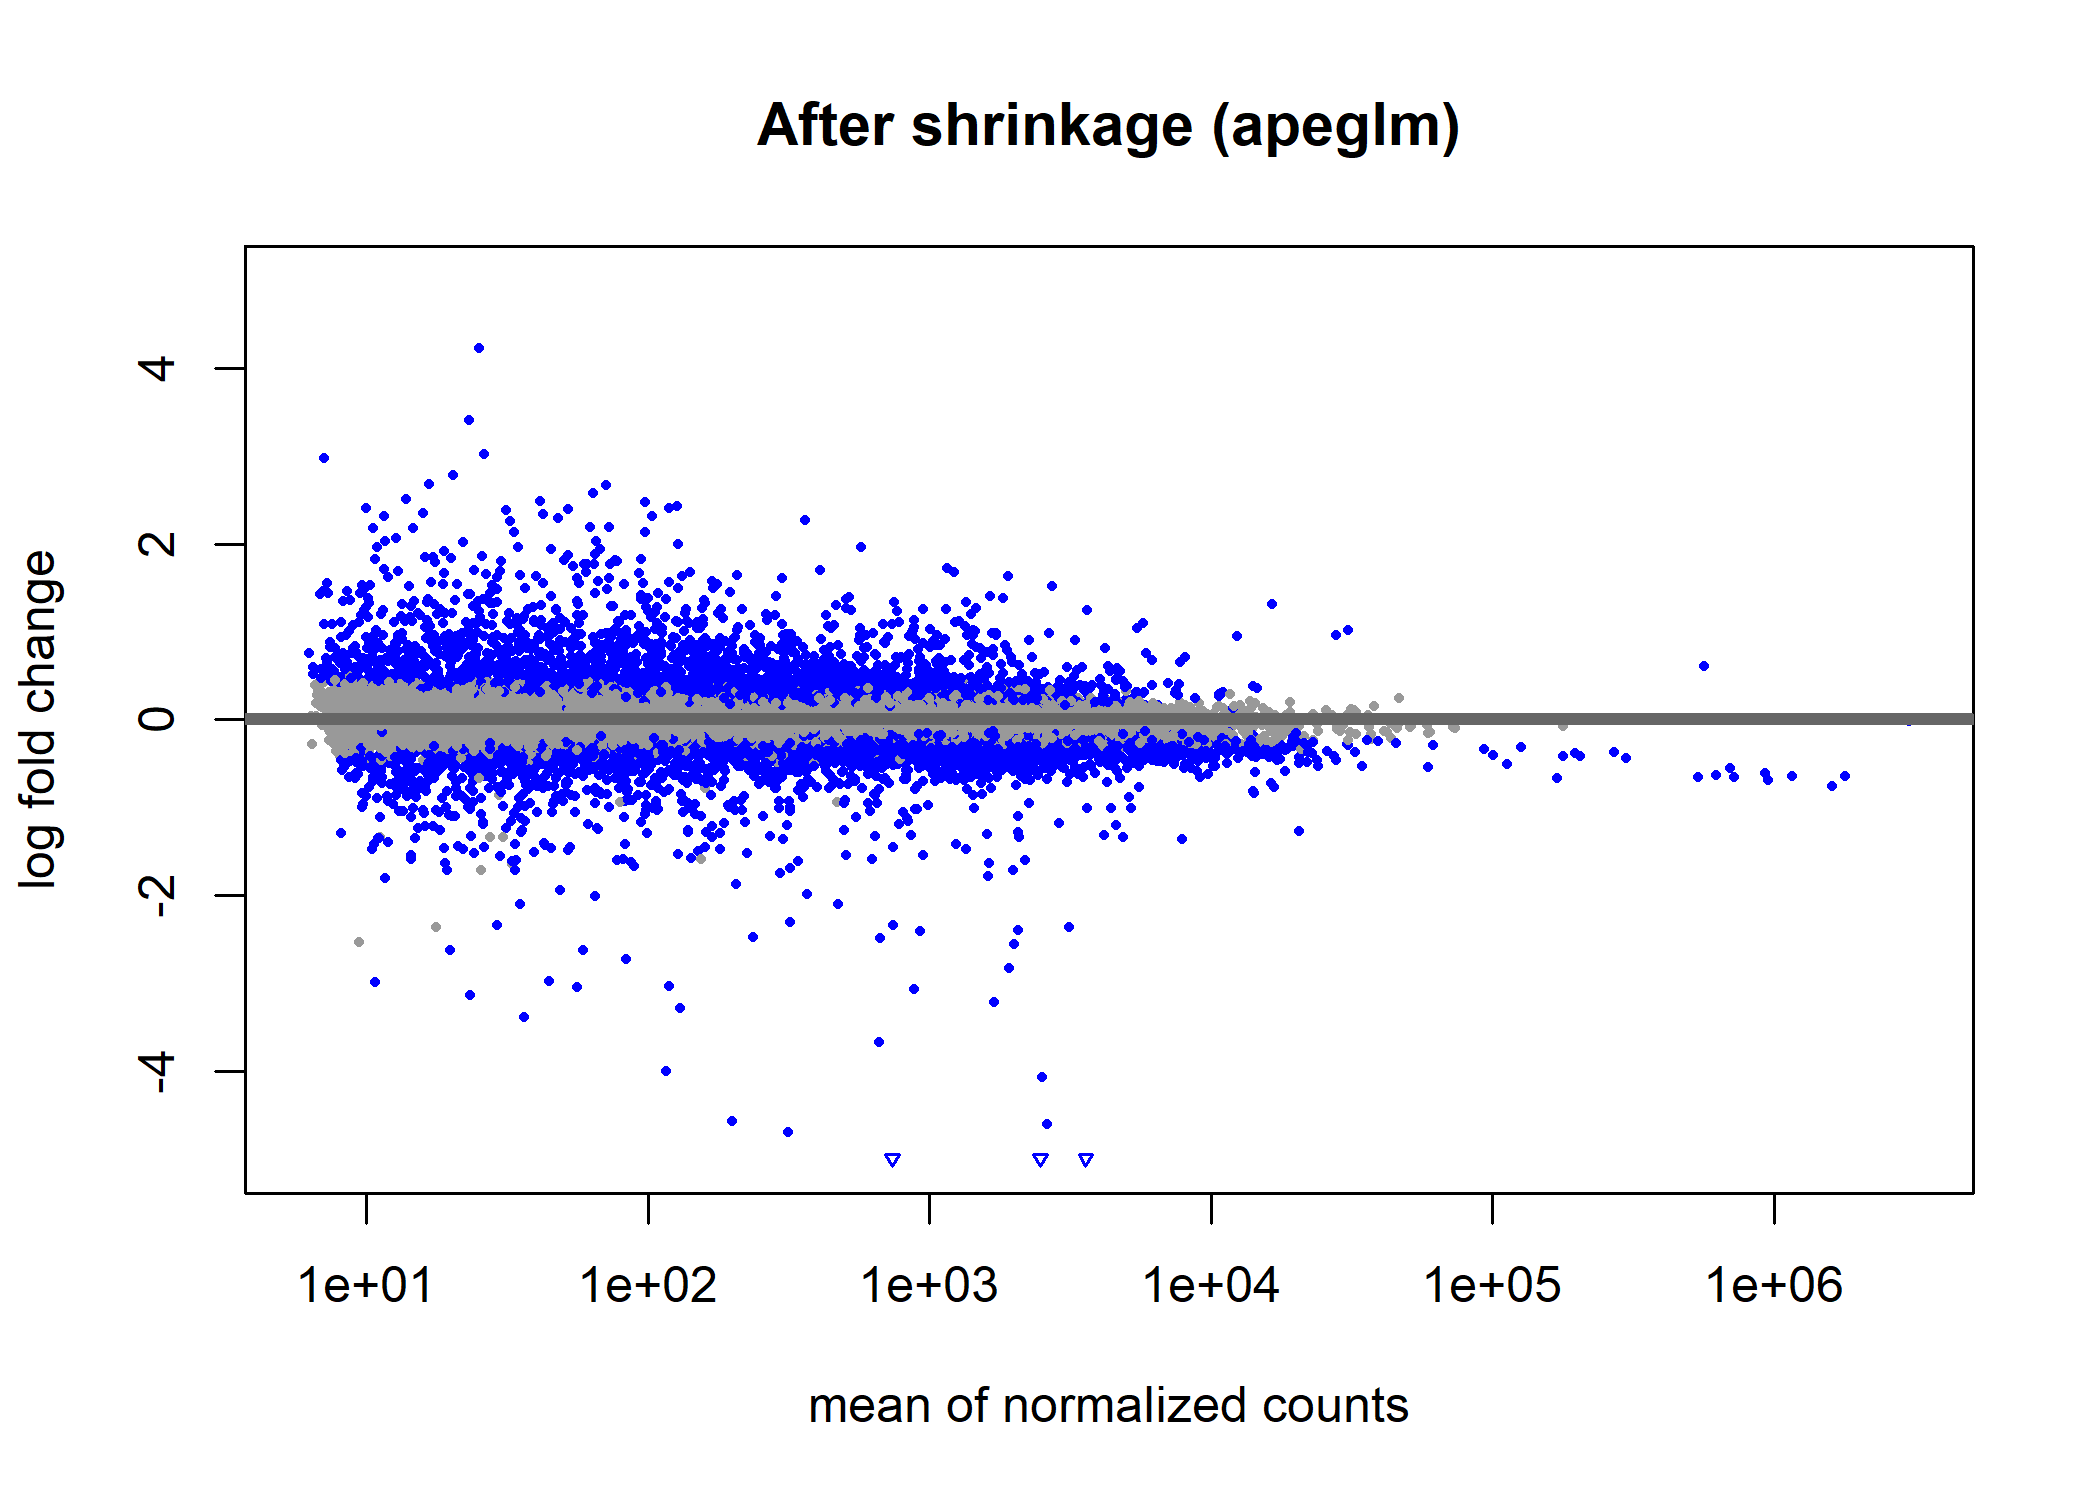 After shrinkage (apeglm)
log fold change
4
2
0
-2
-4
1e+01 1e+02 1e+03 1e+04 1e+05 1e+06
mean of normalized counts